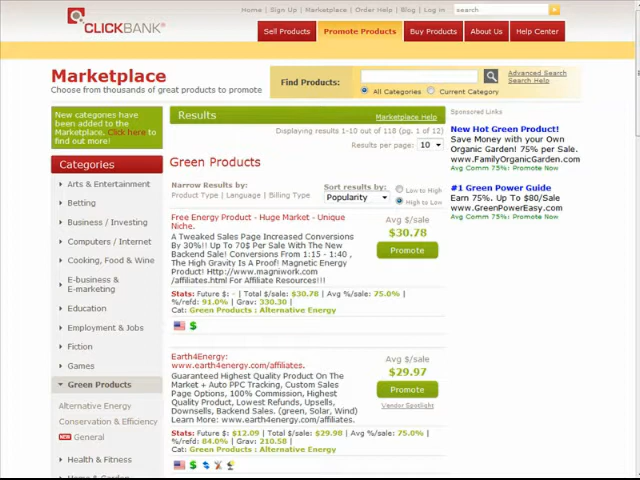 Home | Sign Up | Marketplace | Order Help | Blog | Log in
search
CLICKBANK®
Sell Products
Promote Products
Buy Products
About Us
Help Center
Marketplace
Choose from thousands of great products to promote
Find Products:
Advanced Search
Search Help
All Categories
Current Category
New categories have
been added to the
Marketplace. Click here to
find out more!
Results
Marketplace Help
Displaying results 1-10 out of 118 (pg. 1 of 12)
Results per page: 10
Sponsored Links
New Hot Green Product!
Save Money with your Own
Organic Garden! 75% per Sale.
www.FamilyOrganicGarden.com
Avg Comm 75%: Promote Now
#1 Green Power Guide
Earn 75%. Up To $80/Sale
www.GreenPowerEasy.com
Avg Comm 75%: Promote Now
Categories
Arts & Entertainment
Betting
Business / Investing
Computers / Internet
Cooking, Food & Wine
E-business &
E-marketing
Education
Employment & Jobs
Fiction
Games
Green Products
Alternative Energy
Conservation & Efficiency
NEW General
Health & Fitness
Green Products
Narrow Results by:
Product Type | Language | Billing Type
Sort results by:
Popularity
Low to High
High to Low
Free Energy Product - Huge Market - Unique
Niche.
A Tweaked Sales Page Increased Conversions
By 30%!! Up To 70$ Per Sale With The New
Backend Sale! Conversions From 1:15 - 1:40 ,
The High Gravity Is A Proof! Magnetic Energy
Product! Http://www.magniwork.com
/affiliates.html For Affiliate Resources!!!
Stats: Future $: - | Total $/sale: $30.78 | Avg %/sale: 75.0% |
%/refd: 91.0% | Grav: 330.30
Cat: Green Products : Alternative Energy
Avg $/sale
$30.78
Promote
Earth4Energy:
www.earth4energy.com/affiliates.
Guaranteed Highest Quality Product On The
Market + Auto PPC Tracking, Custom Sales
Page Options, 100% Commission, Highest
Quality Product, Lowest Refunds, Upsells,
Downsells, Backend Sales. (green, Solar, Wind)
Learn More: www.earth4energy.com/affiliates.
Stats: Future $: $12.09 | Total $/sale: $29.98 | Avg %/sale: 75.0% |
%/refd: 84.0% | Grav: 210.58
Cat: Green Products : Alternative Energy
Avg $/sale
$29.97
Promote
Vendor Spotlight